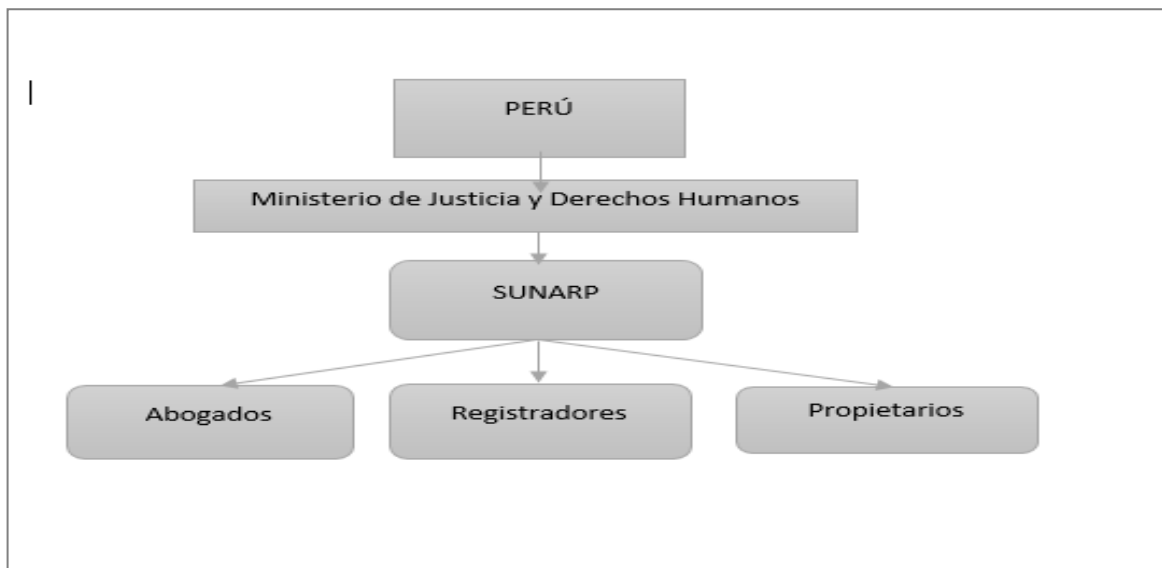 PERÚ
Ministerio de Justicia y Derechos Humanos
SUNARP
Abogados
Registradores
Propietarios